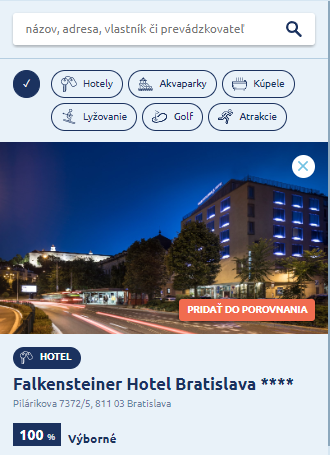 názov, adresa, vlastník či prevádzkovateľ
Hotely
Akvaparky
Kúpele
Lyžovanie
Golf
Atrakcie
PRIDAŤ DO POROVNANIA
HOTEL
Falkensteiner Hotel Bratislava ****
Pilárikova 7372/5, 811 03 Bratislava
100 % Výborné